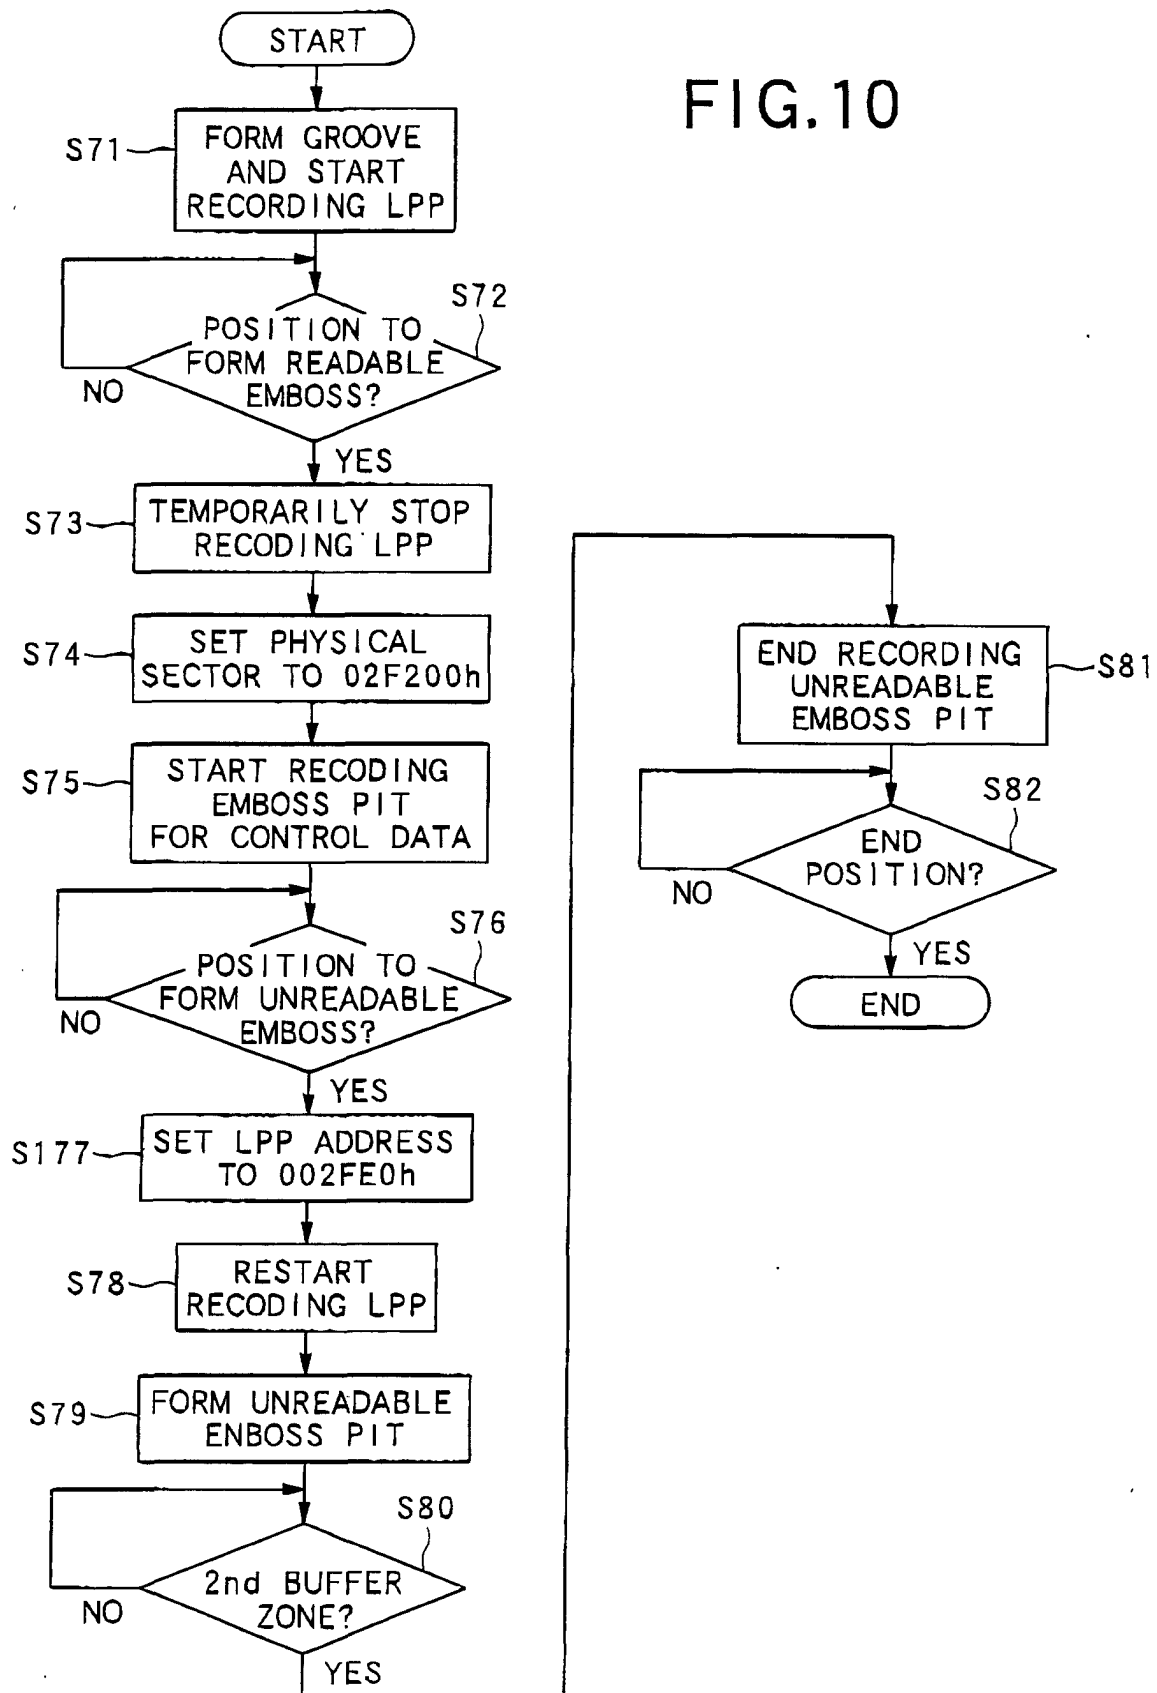 START
FIG.10
S71
FORM GROOVE
AND START
RECORDING LPP
S72
POSITION TO
FORM READABLE
EMBOSS?
NO
YES
S73
TEMPORARILY STOP
RECODING LPP
S74
SET PHYSICAL
SECTOR TO 02F200h
S75
START RECODING
EMBOSS PIT
FOR CONTROL DATA
S76
POSITION TO
FORM UNREADABLE
EMBOSS?
NO
YES
S177
SET LPP ADDRESS
TO 002FE0h
S78
RESTART
RECODING LPP
S79
FORM UNREADABLE
ENBOSS PIT
S80
2nd BUFFER
ZONE?
NO
YES
END RECORDING
UNREADABLE
EMBOSS PIT
S81
S82
END
POSITION?
NO
YES
END